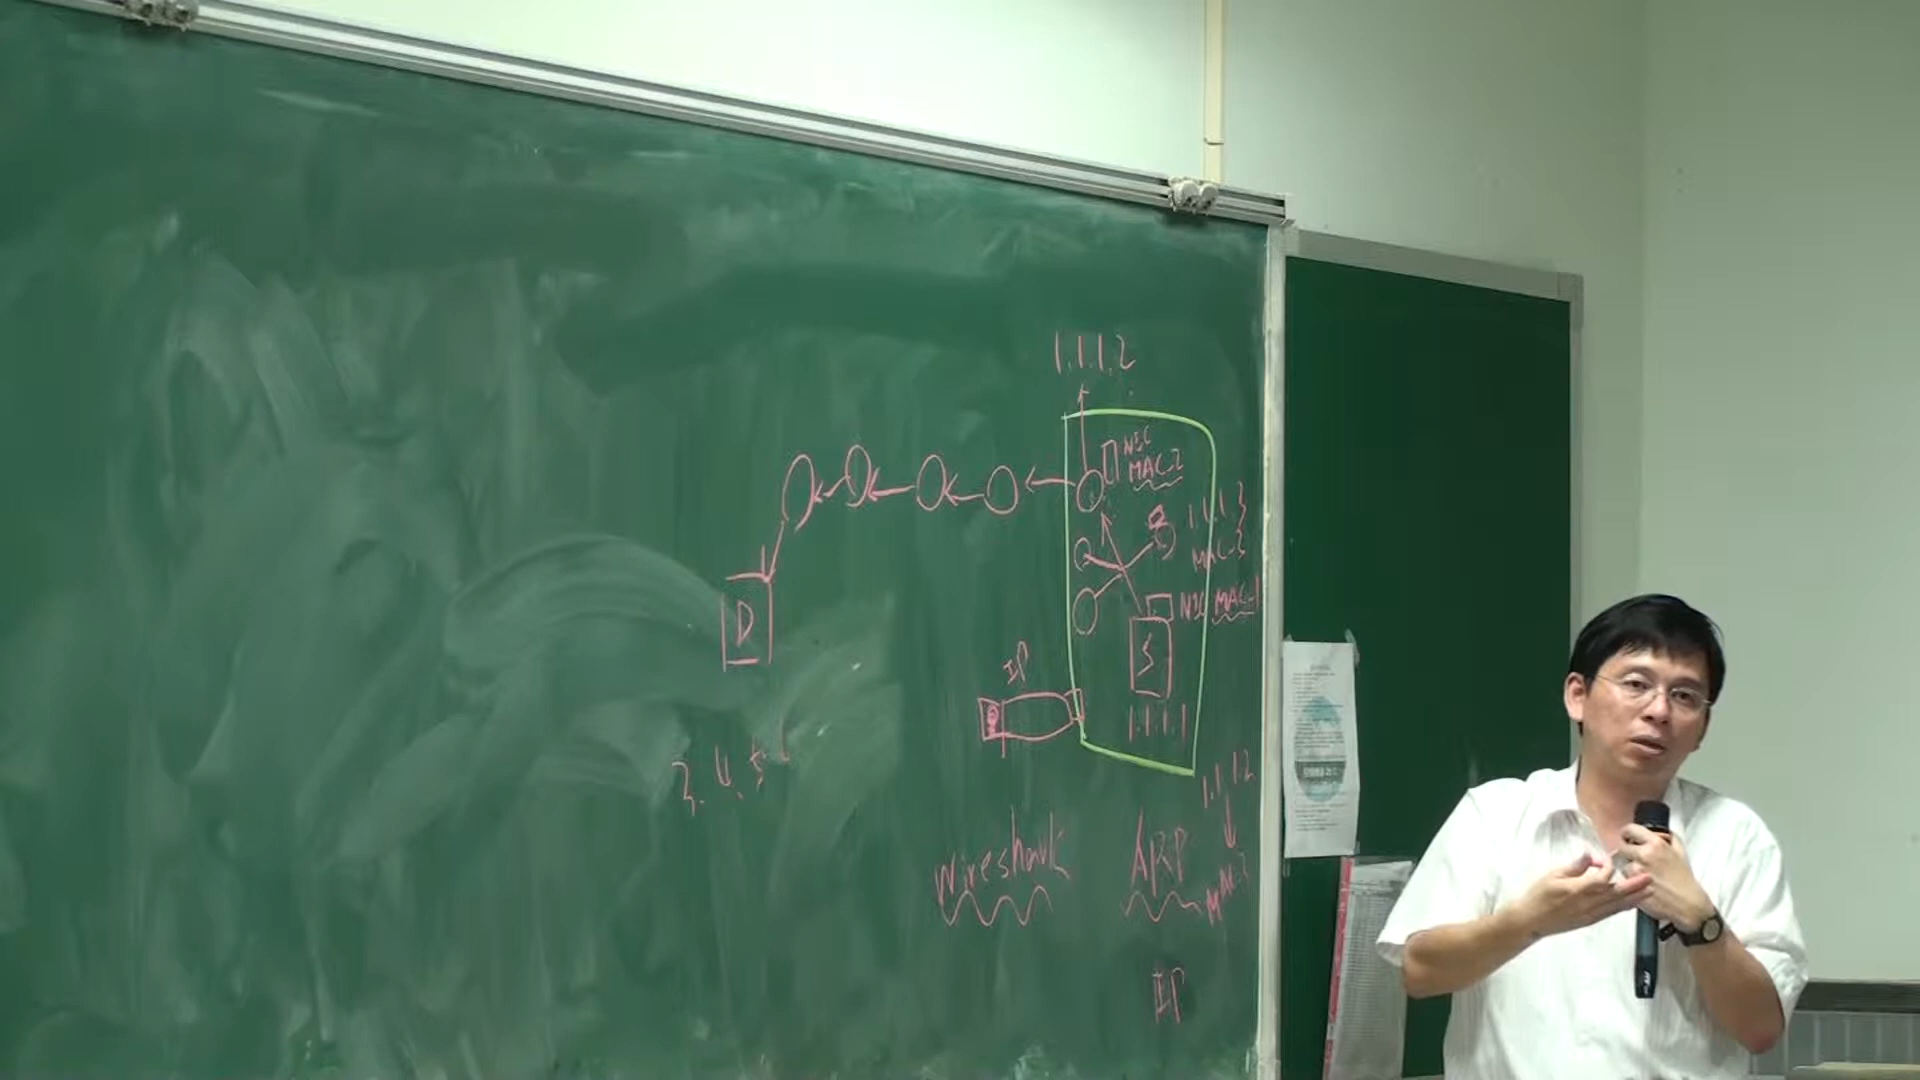 1.1.1.2
NIC
MAC-2
1.1.1.3
MAC-3
NIC MAC-1
D
S
IP
1.1.1.1
3.4.5.6
1.1.1.2
Wireshark
ARP
MAC-2
IP